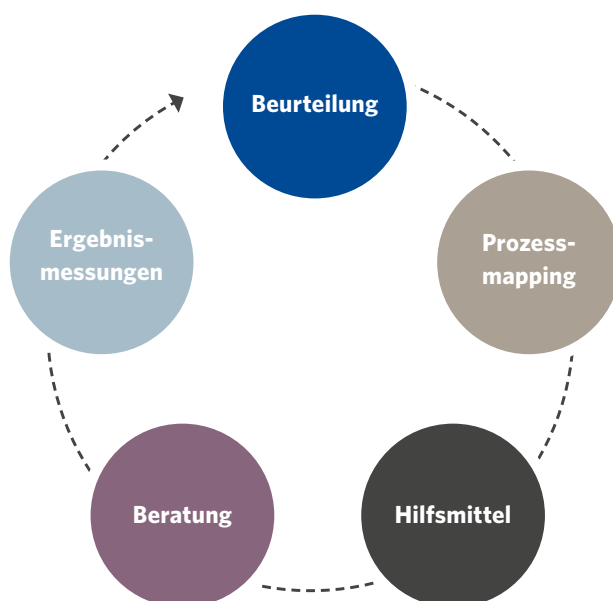 Beurteilung
Prozess-
mapping
Hilfsmittel
Beratung
Ergebnis-
messungen